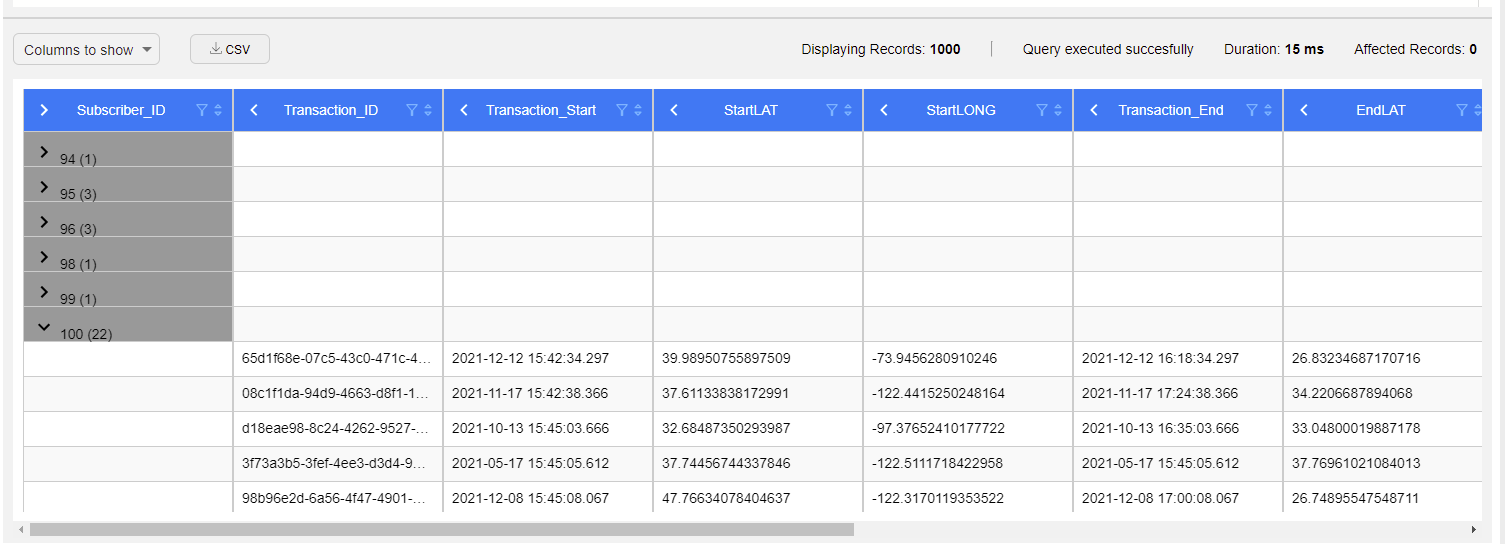 Columns to show CSV Displaying Records: 1000 | Query executed succesfully Duration: 15 ms Affected Records: 0
Subscriber_ID Transaction_ID Transaction_Start StartLAT StartLONG Transaction_End EndLAT
94 (1)
95 (3)
96 (3)
98 (1)
99 (1)
100 (22)
65d1f68e-07c5-43c0-471c-4... 2021-12-12 15:42:34.297 39.98950755897509 -73.9456280910246 2021-12-12 16:18:34.297 26.83234687170716
08c1f1da-94d9-4663-d8f1-1... 2021-11-17 15:42:38.366 37.61133838172991 -122.4415250248164 2021-11-17 17:24:38.366 34.2206687894068
d18eae98-8c24-4262-9527-... 2021-10-13 15:45:03.666 32.68487350293987 -97.37652410177722 2021-10-13 16:35:03.666 33.04800019887178
3f73a3b5-3fef-4ee3-d3d4-9... 2021-05-17 15:45:05.612 37.74456744337846 -122.5111718422958 2021-05-17 15:45:05.612 37.76961021084013
98b96e2d-6a56-4f47-4901-... 2021-12-08 15:45:08.067 47.76634078404637 -122.3170119353522 2021-12-08 17:00:08.067 26.74895547548711